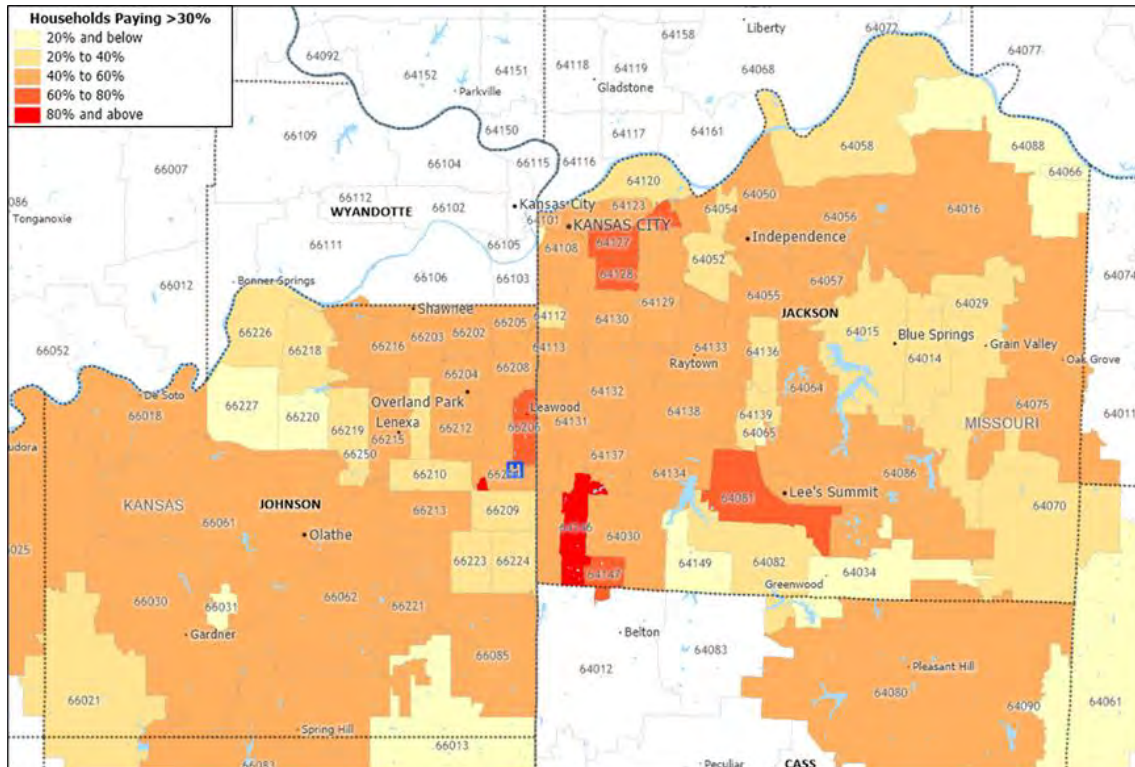 Households Paying >30%
20% and below
20% to 40%
40% to 60%
60% to 80%
80% and above
Liberty
64072
64158
64092
64152
64151
64118
64119
64077
64068
Gladstone
Parkville
66109
64150
64117
64161
66104
66115
64116
64058
64088
66007
64120
64066
66112
66102
Kansas City
64123
64050
64016
WYANDOTTE
64101
KANSAS CITY
64054
64056
086
Tonganoxie
66111
66105
64108
64127
Independence
64052
64128
66106
66103
64057
64074
66012
Bonner Springs
64055
64129
64029
Shawnee
66205
64112
64130
JACKSON
66226
66218
66216
66203
66202
64015
Blue Springs
66052
64113
64133
64136
64014
Grain Valley
66208
Raytown
Oak Grove
66204
64064
De Soto
Overland Park
64132
66018
66227
66220
Leawood
64138
64139
64075
64011
Lenexa
66212
66206
64131
66219
66215
64065
MISSOURI
udora
66250
64137
66210
H
64134
64086
64081
Lee's Summit
KANSAS
JOHNSON
66213
66209
64070
66061
Olathe
64030
025
66223
66224
64149
64082
64147
64034
Greenwood
66030
66031
66062
66221
Gardner
Belton
64083
66085
64012
Pleasant Hill
66021
64080
64090
64061
Spring Hill
66013
Peculiar
CASS
66083